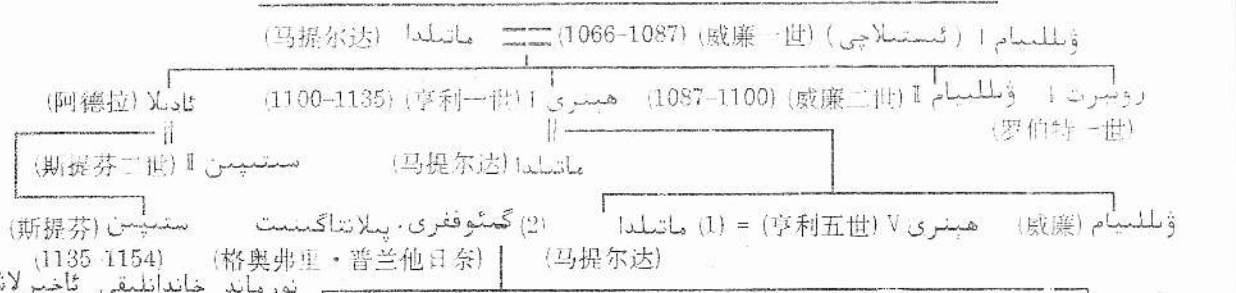 ۋىللىيام I (ئىستىلاچى) (威廉一世) (1066-1087) == ماتىلدا (马提尔达)
روبېرت I ۋىللىيام II (威廉二世) (1087-1100) ھېنرى I (亨利一世) (1100-1135) ئادېلا (阿德拉)
(罗伯特一世)
ماتىلدا (马提尔达) ستىپېن II (斯提芬二世)
ۋىللىيام (威廉) ھېنرى V (亨利五世) = (1) ماتىلدا (2) گېئوففرى، پىلانتاگىنىت ستىپېن (斯提芬)
(马提尔达) (格奥弗里·普兰他日奈) (1135-1154)
نورماند خاندانلىقى